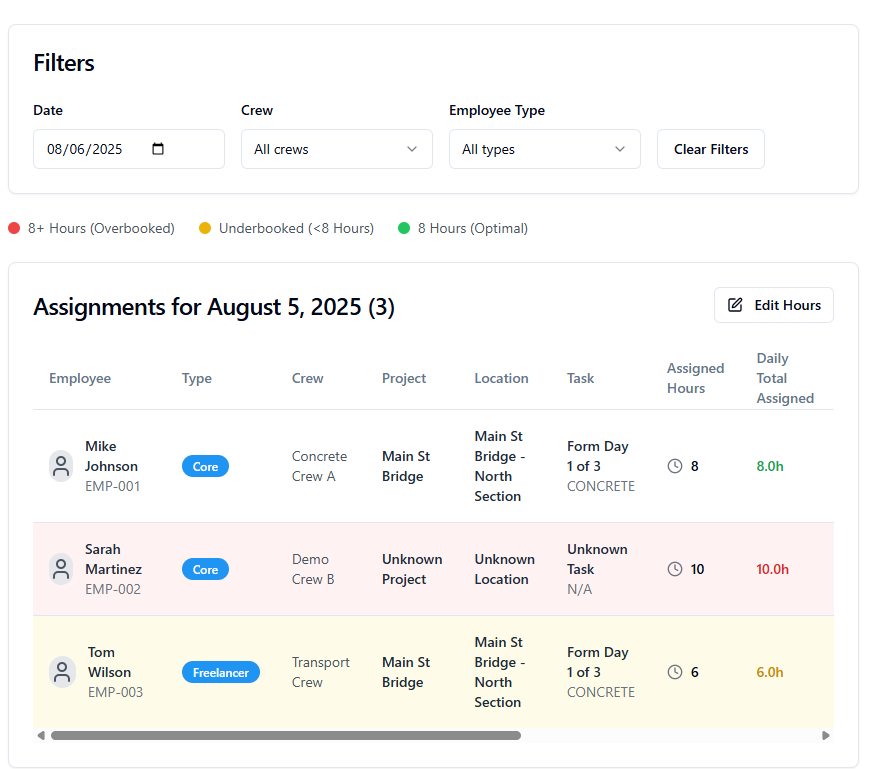 Filters
Date
Crew
Employee Type
08/06/2025
All crews
All types
Clear Filters
8+ Hours (Overbooked)
Underbooked (<8 Hours)
8 Hours (Optimal)
Assignments for August 5, 2025 (3)
Edit Hours
Employee
Type
Crew
Project
Location
Task
Assigned
Hours
Daily
Total
Assigned
Mike
Johnson
EMP-001
Core
Concrete
Crew A
Main St
Bridge
Main St
Bridge -
North
Section
Form Day
1 of 3
CONCRETE
8
8.0h
Sarah
Martinez
EMP-002
Core
Demo
Crew B
Unknown
Project
Unknown
Location
Unknown
Task
N/A
10
10.0h
Tom
Wilson
EMP-003
Freelancer
Transport
Crew
Main St
Bridge
Main St
Bridge -
North
Section
Form Day
1 of 3
CONCRETE
6
6.0h